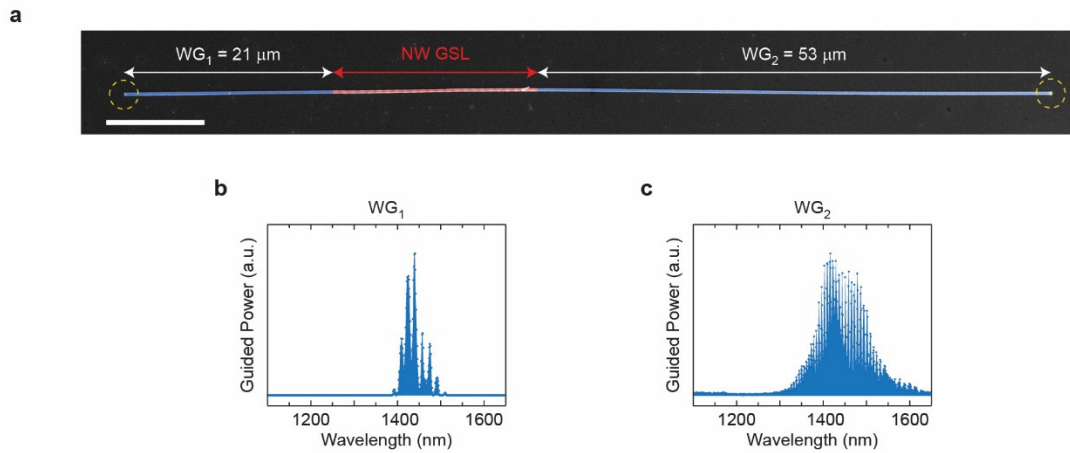 a
WG₁ = 21 μm
NW GSL
WG₂ = 53 μm
b
WG₁
Guided Power (a.u.)
1200 1400 1600
Wavelength (nm)
c
WG₂
Guided Power (a.u.)
1200 1400 1600
Wavelength (nm)